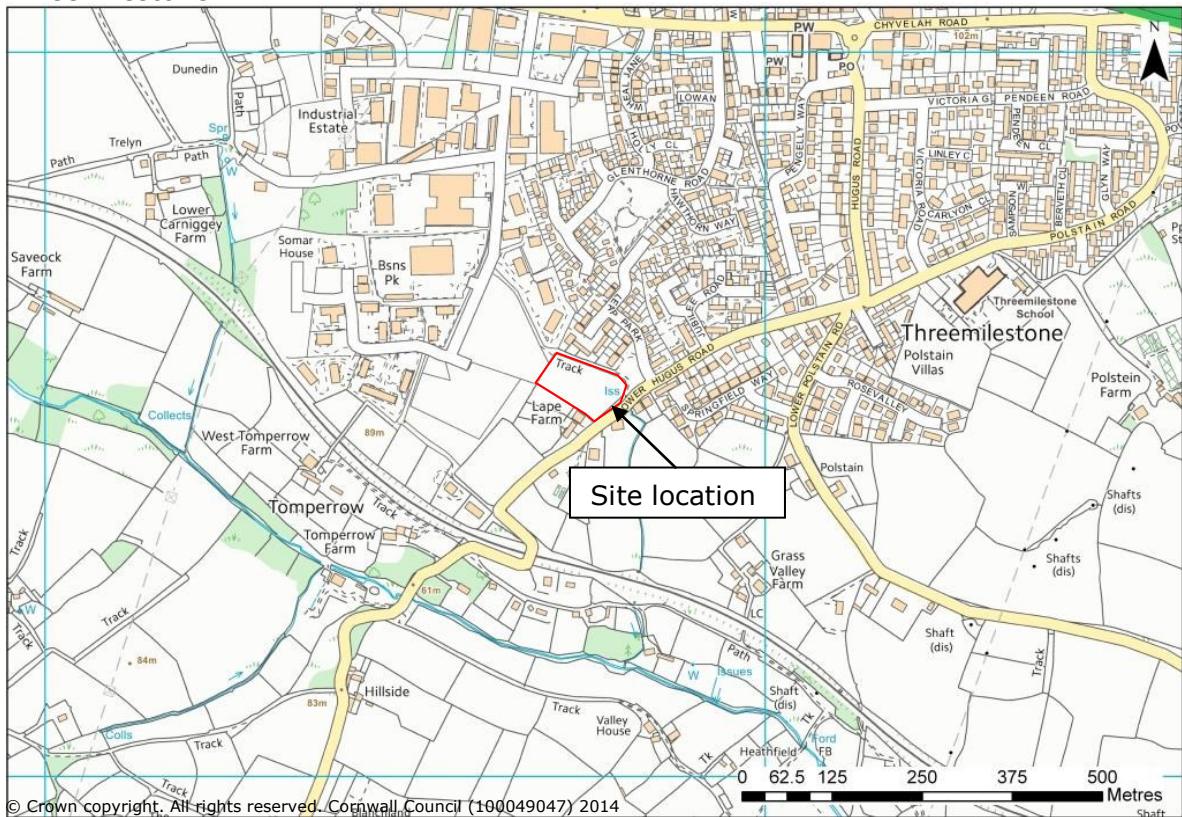 CHYVELAH ROAD
102m
N
PW
PW
PO
Dunedin
Path
Industrial
Estate
LOWAN
PENGELLY WAY
HUGUS ROAD
VICTORIA G
PENDEEN ROAD
LINLEY C
VICTORIA ROAD
CARLYON CL
BERVETH CL
GLYN WAY
POLSTAIN ROAD
Trelyn
Path
Path
Spr
W
GLENTHORNE ROAD
HAWTHORN WAY
Lower
Carniggey
Farm
Somar
House
Bsns
Pk
Saveock
Farm
JUBILEE ROAD
Threemilestone
School
Threemilestone
Polstain
Villas
Polstein
Farm
Track
Iss
Lape
Farm
LOWER HUGUS ROAD
SPRINGFIELD WAY
LOWER POLSTAIN RD
ROSEVALLEY
Collects
89m
West Tomperrow
Farm
Site location
Polstain
Shafts
(dis)
Shafts
(dis)
Tomperrow
Track
Tomperrow
Farm
Track
61m
Grass
Valley
Farm
LC
W
Track
84m
Shaft
(dis)
Track
Path
Issues
W
Shaft
(dis)
Hillside
83m
Track
Valley
House
Tk
Tk
Colls
Track
Heathfield
Ford
FB
0 62.5 125 250 375 500
Metres
© Crown copyright. All rights reserved. Cornwall Council (100049047) 2014
Shaft